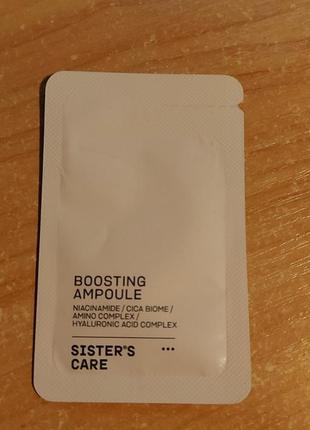 BOOSTING
AMPOULE
NIACINAMIDE / CICA BIOME /
AMINO COMPLEX /
HYALURONIC ACID COMPLEX
SISTER'S
CARE